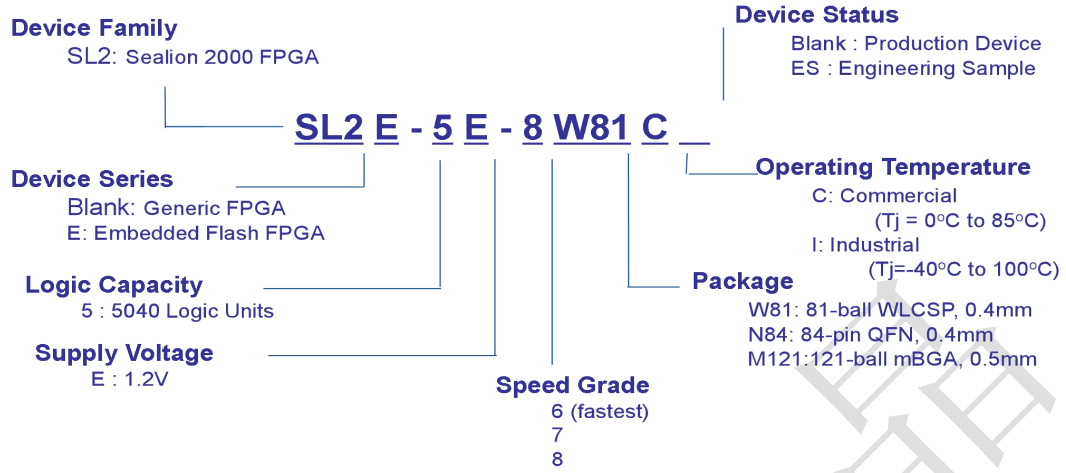 Device Family
SL2: Sealion 2000 FPGA
Device Status
Blank : Production Device
ES : Engineering Sample
SL2 E - 5 E - 8 W81 C __
Device Series
Blank: Generic FPGA
E: Embedded Flash FPGA
Operating Temperature
C: Commercial
(Tj = 0°C to 85°C)
I: Industrial
(Tj=-40°C to 100°C)
Logic Capacity
5 : 5040 Logic Units
Package
W81: 81-ball WLCSP, 0.4mm
N84: 84-pin QFN, 0.4mm
M121:121-ball mBGA, 0.5mm
Supply Voltage
E : 1.2V
Speed Grade
6 (fastest)
7
8